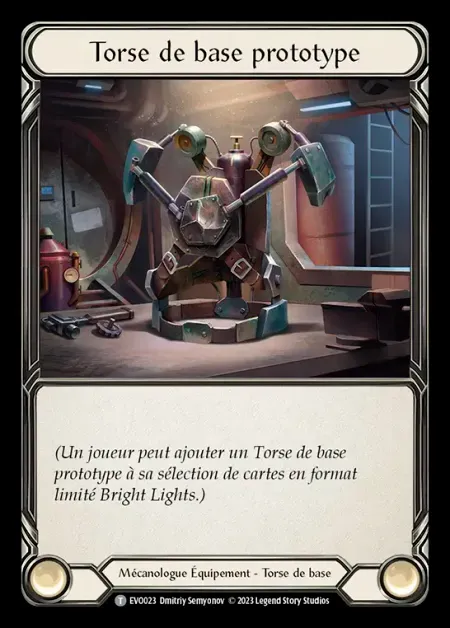 Torse de base prototype
(Un joueur peut ajouter un Torse de base
prototype à sa sélection de cartes en format
limité Bright Lights.)
Mécanologue Équipement - Torse de base
T EVO023 Dmitriy Semyonov © 2023 Legend Story Studios